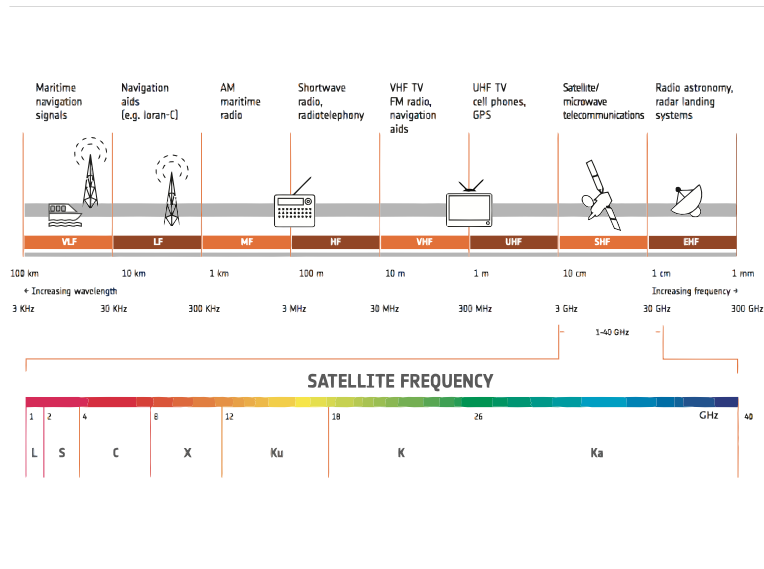 Maritime
navigation
signals
Navigation
aids
(e.g. loran-C)
AM
maritime
radio
Shortwave
radio,
radiotelephony
VHF TV
FM radio,
navigation
aids
UHF TV
cell phones,
GPS
Satellite/
microwave
telecommunications
Radio astronomy,
radar landing
systems
VLF LF MF HF VHF UHF SHF EHF
100 km 10 km 1 km 100 m 10 m 1 m 10 cm 1 cm 1 mm
← Increasing wavelength Increasing frequency →
3 KHz 30 KHz 300 KHz 3 MHz 30 MHz 300 MHz 3 GHz 30 GHz 300 GHz
1-40 GHz
SATELLITE FREQUENCY
1 2 4 8 12 18 26 GHz 40
L S C X Ku K Ka